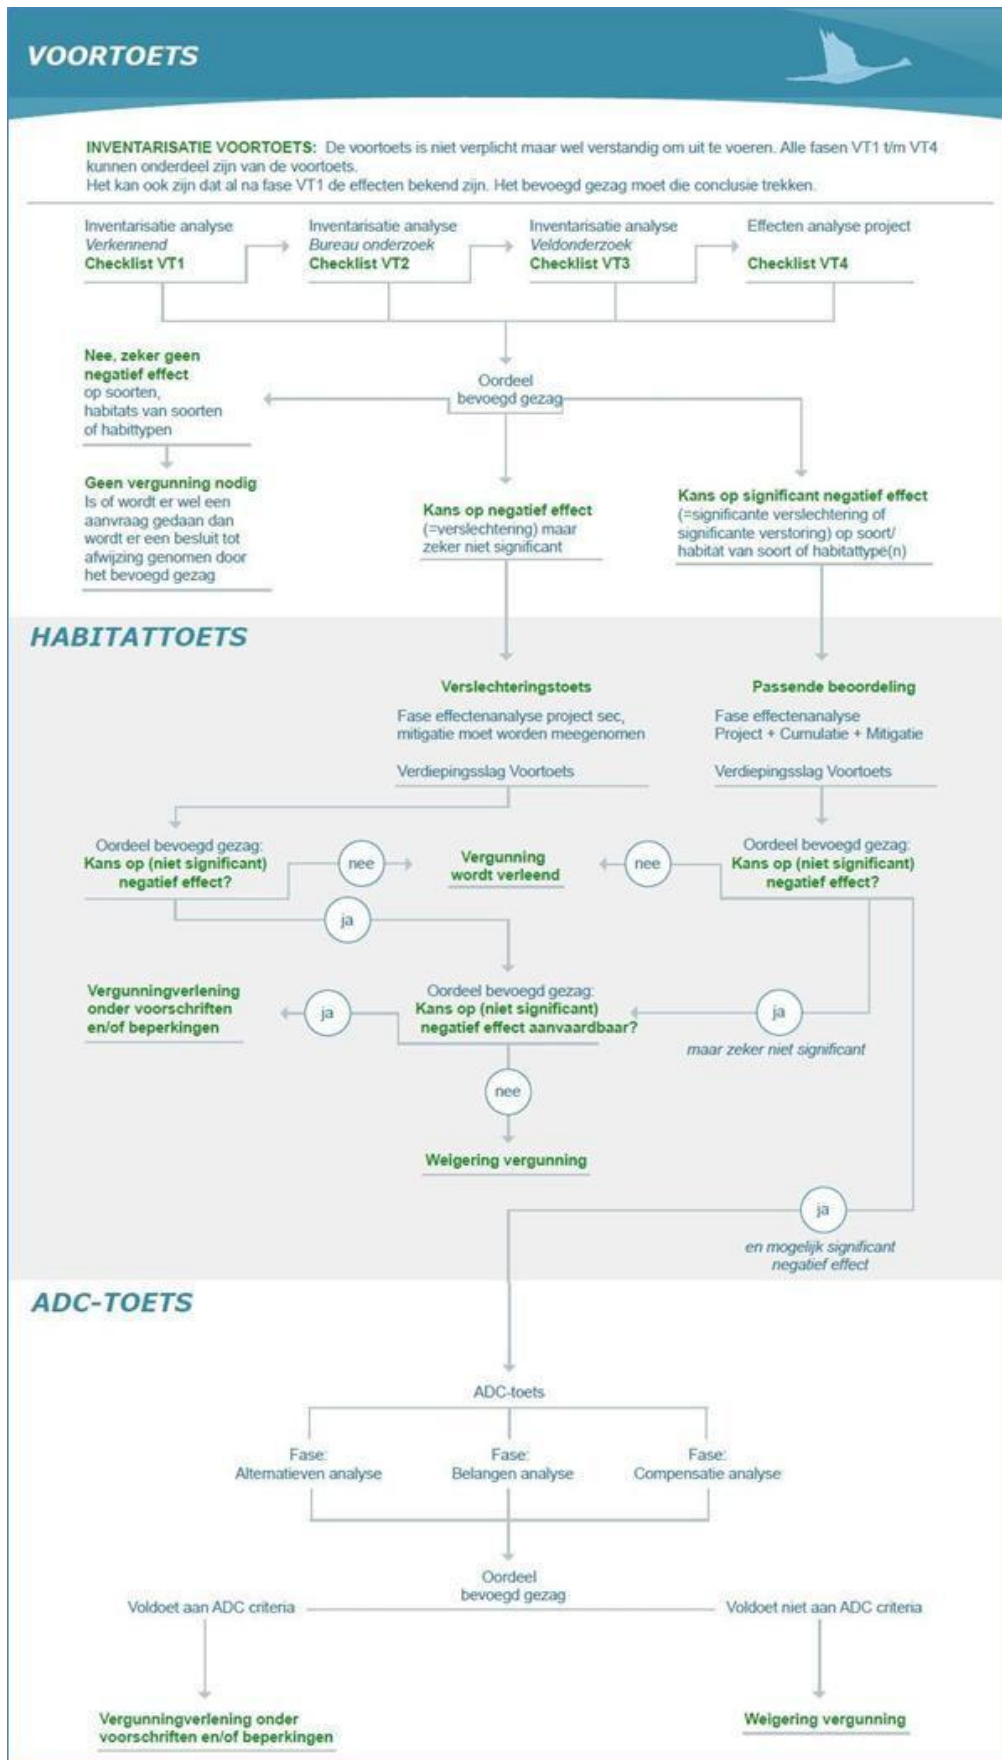 VOORTOETS
INVENTARISATIE VOORTOETS: De voortoets is niet verplicht maar wel verstandig om uit te voeren. Alle fasen VT1 t/m VT4
kunnen onderdeel zijn van de voortoets.
Het kan ook zijn dat al na fase VT1 de effecten bekend zijn. Het bevoegd gezag moet die conclusie trekken.
Inventarisatie analyse
Verkennend
Checklist VT1
Inventarisatie analyse
Bureau onderzoek
Checklist VT2
Inventarisatie analyse
Veldonderzoek
Checklist VT3
Effecten analyse project
Checklist VT4
Oordeel
bevoegd gezag
Nee, zeker geen
negatief effect
op soorten,
habitats van soorten
of habittypen
Geen vergunning nodig
Is of wordt er wel een
aanvraag gedaan dan
wordt er een besluit tot
afwijzing genomen door
het bevoegd gezag
Kans op negatief effect
(=verslechtering) maar
zeker niet significant
Kans op significant negatief effect
(=significante verslechtering of
significante verstoring) op soort/
habitat van soort of habitattype(n)
HABITATTOETS
Verslechteringstoets
Fase effectenanalyse project sec,
mitigatie moet worden meegenomen
Verdiepingsslag Voortoets
Passende beoordeling
Fase effectenanalyse
Project + Cumulatie + Mitigatie
Verdiepingsslag Voortoets
Oordeel bevoegd gezag:
Kans op (niet significant)
negatief effect?
nee
Vergunning
wordt verleend
nee
Oordeel bevoegd gezag:
Kans op (niet significant)
negatief effect?
ja
Vergunningverlening
onder voorschriften
en/of beperkingen
ja
Oordeel bevoegd gezag:
Kans op (niet significant)
negatief effect aanvaardbaar?
ja
maar zeker niet significant
nee
Weigering vergunning
ja
en mogelijk significant
negatief effect
ADC-TOETS
ADC-toets
Fase:
Alternatieven analyse
Fase:
Belangen analyse
Fase:
Compensatie analyse
Oordeel
bevoegd gezag
Voldoet aan ADC criteria
Voldoet niet aan ADC criteria
Vergunningverlening onder
voorschriften en/of beperkingen
Weigering vergunning